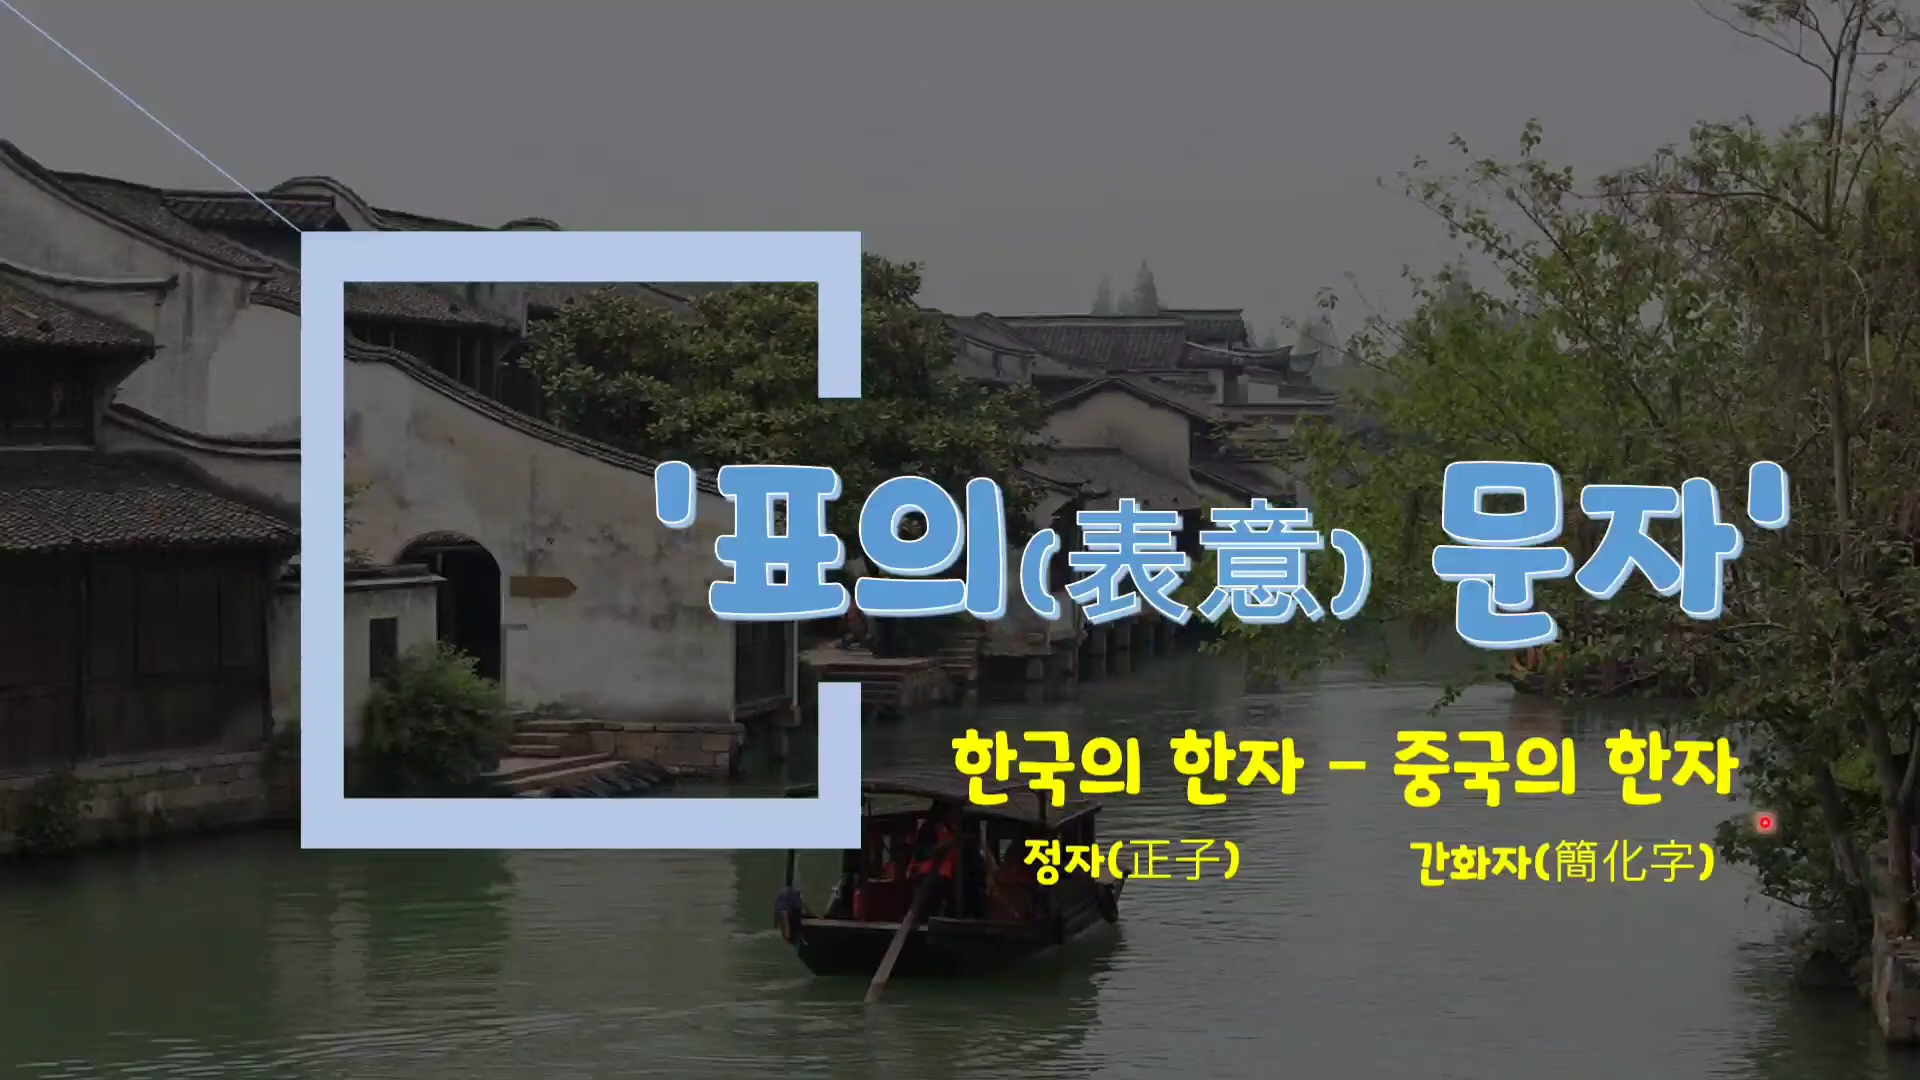 '표의(表意) 문자'
한국의 한자 - 중국의 한자
정자(正子) 간화자(簡化字)